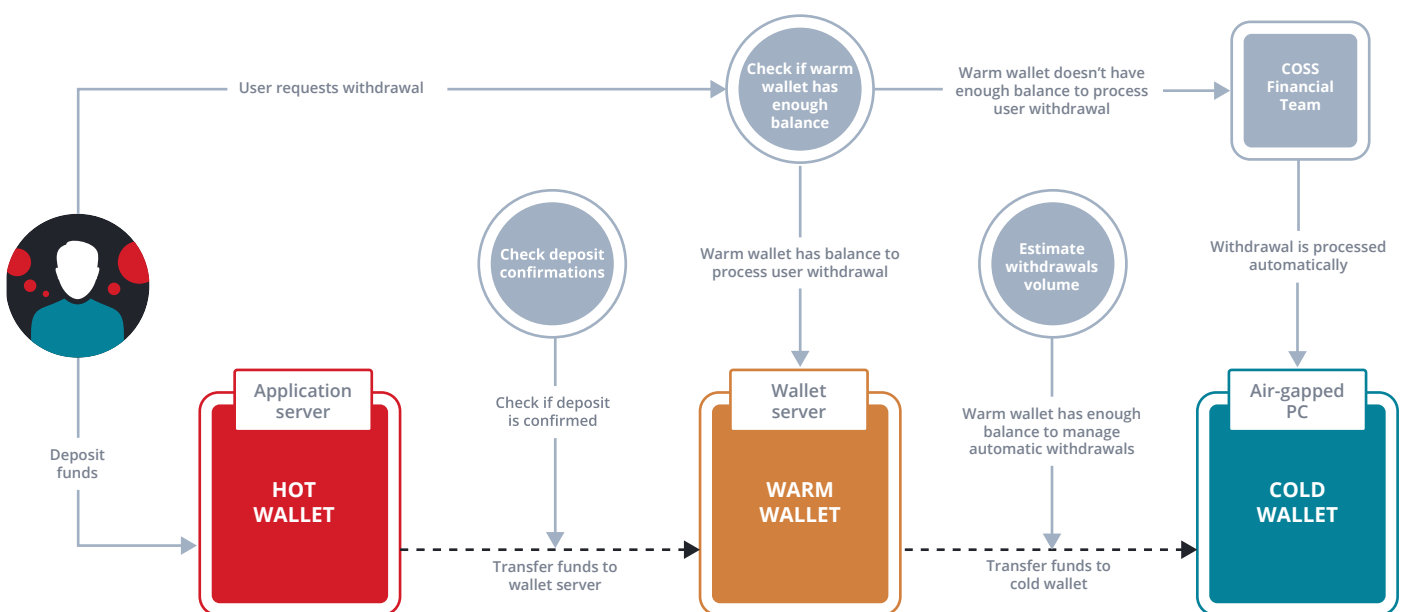 User requests withdrawal
Check if warm
wallet has
enough
balance
Warm wallet doesn’t have
enough balance to process
user withdrawal
COSS
Financial
Team
Check deposit
confirmations
Warm wallet has balance to
process user withdrawal
Estimate
withdrawals
volume
Withdrawal is processed
automatically
Deposit
funds
Application
server
HOT
WALLET
Check if deposit
is confirmed
Transfer funds to
wallet server
Wallet
server
WARM
WALLET
Warm wallet has enough
balance to manage
automatic withdrawals
Transfer funds to
cold wallet
Air-gapped
PC
COLD
WALLET